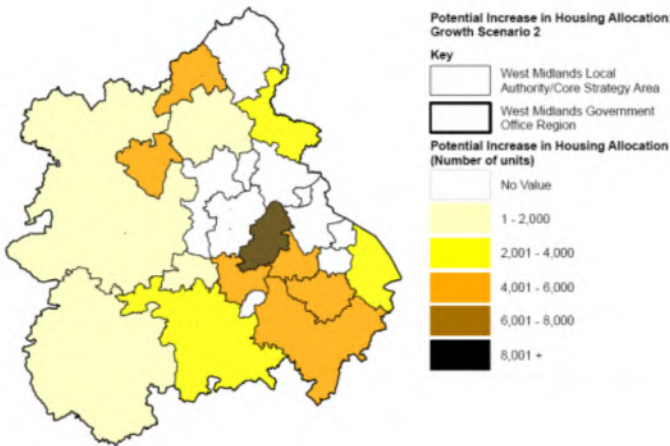 Potential Increase in Housing Allocation:
Growth Scenario 2
Key
West Midlands Local
Authority/Core Strategy Area
West Midlands Government
Office Region
Potential Increase in Housing Allocation
(Number of units)
No Value
1 - 2,000
2,001 - 4,000
4,001 - 6,000
6,001 - 8,000
8,001 +